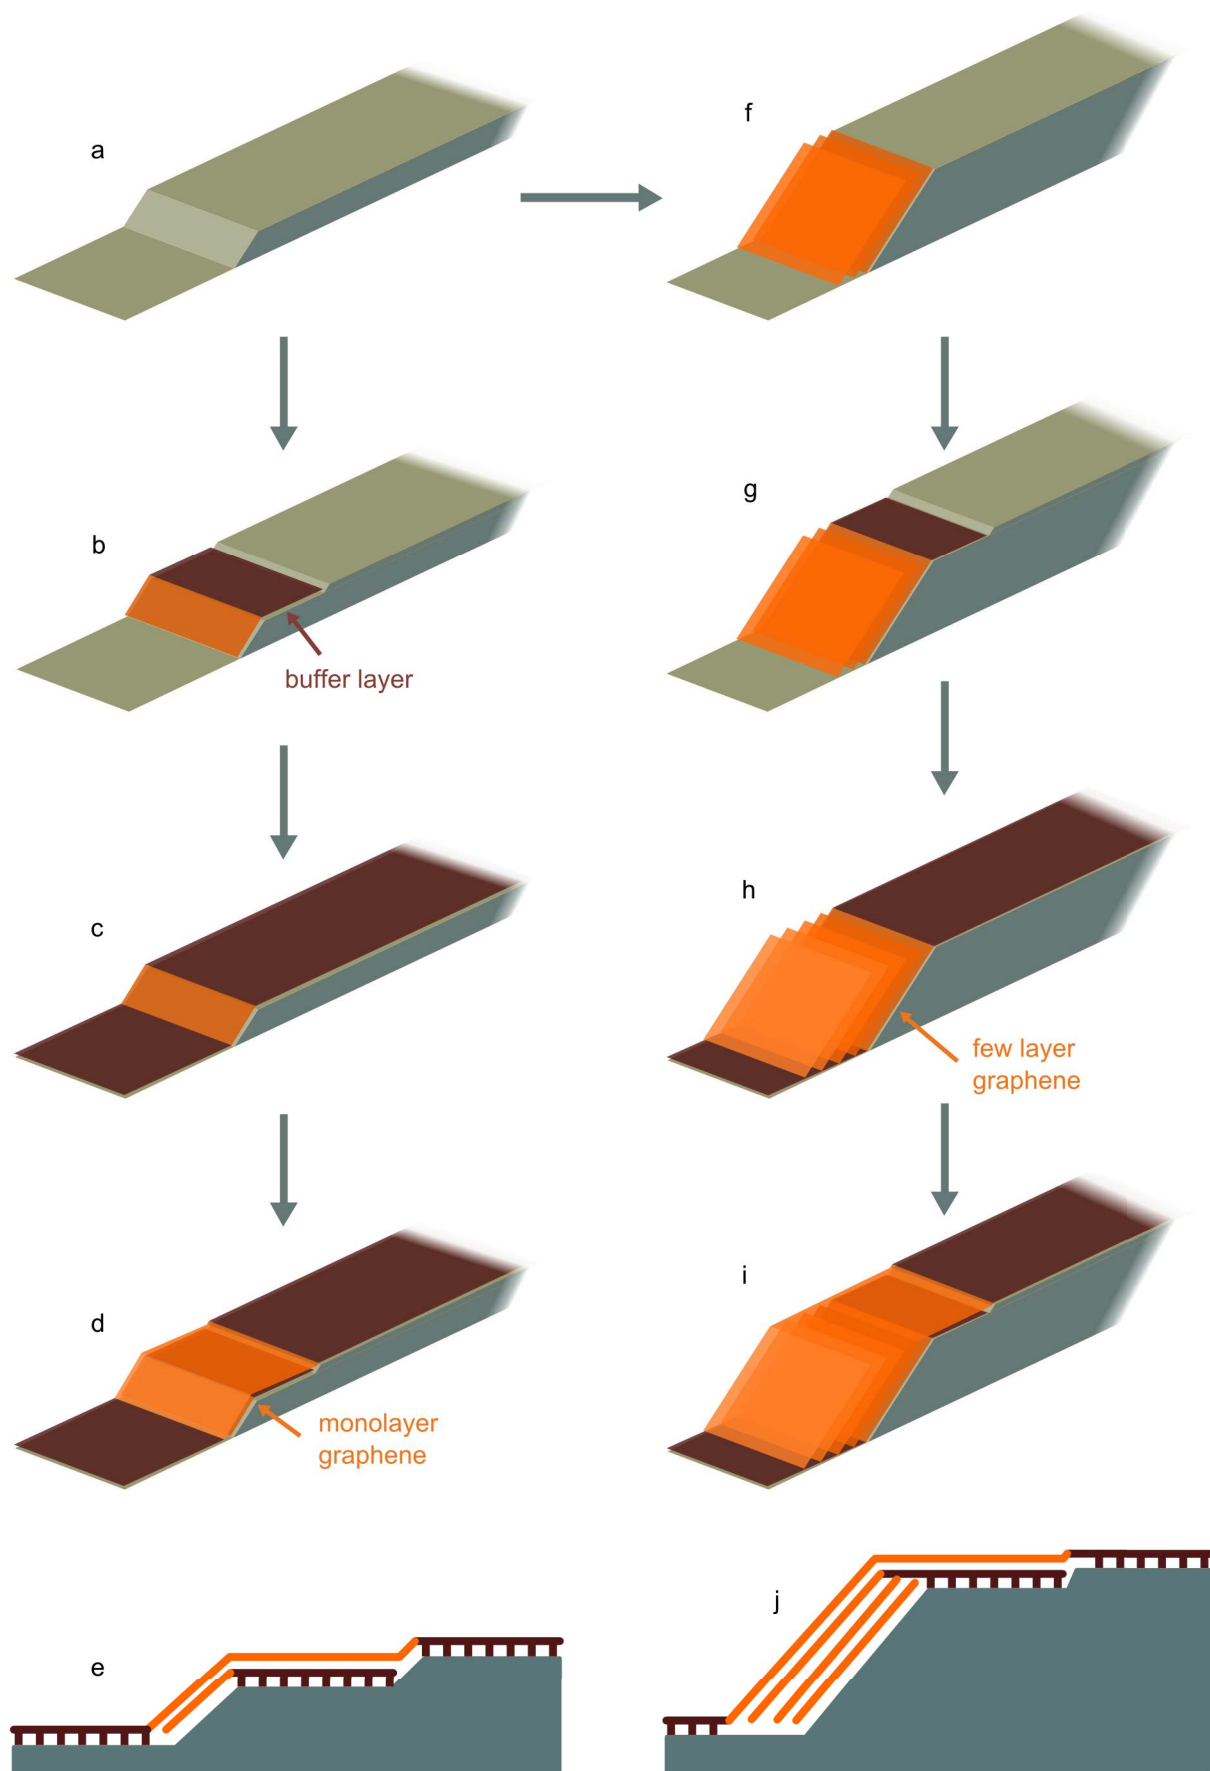 a
f
b
buffer layer
g
c
h
few layer
graphene
d
monolayer
graphene
i
e
j